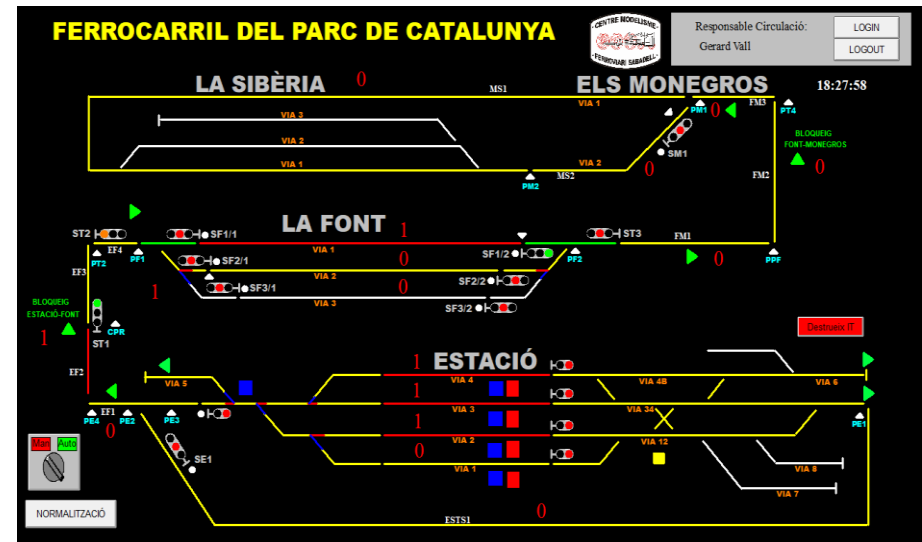 FERROCARRIL DEL PARC DE CATALUNYA
CENTRE MODELISME
FERROVIARI SABADELL
Responsable Circulació:
Gerard Vall
LOGIN
LOGOUT
18:27:58
LA SIBÈRIA
0
MS1
ELS MONEGROS
VIA 1
PM1
0
FM3
PT4
VIA 3
VIA 2
VIA 1
SM1
BLOQUEIG
FONT-MONEGROS
0
PM2
MS2
VIA 2
0
FM2
LA FONT
1
ST2
EF4
PT2
PF1
SF1/1
VIA 1
SF1/2
PF2
ST3
FM1
PPF
0
EF3
SF2/1
VIA 2
0
SF2/2
1
SF3/1
VIA 3
0
SF3/2
BLOQUEIG
ESTACIÓ-FONT
1
CPR
ST1
Destrueix IT
EF2
1
ESTACIÓ
VIA 5
VIA 4
VIA 4B
VIA 6
1
VIA 3
VIA 34
PE4
EF1
PE2
PE3
PE1
0
1
VIA 2
VIA 12
Man
Auto
SE1
0
VIA 1
VIA 8
VIA 7
NORMALITZACIÓ
ESTS1
0